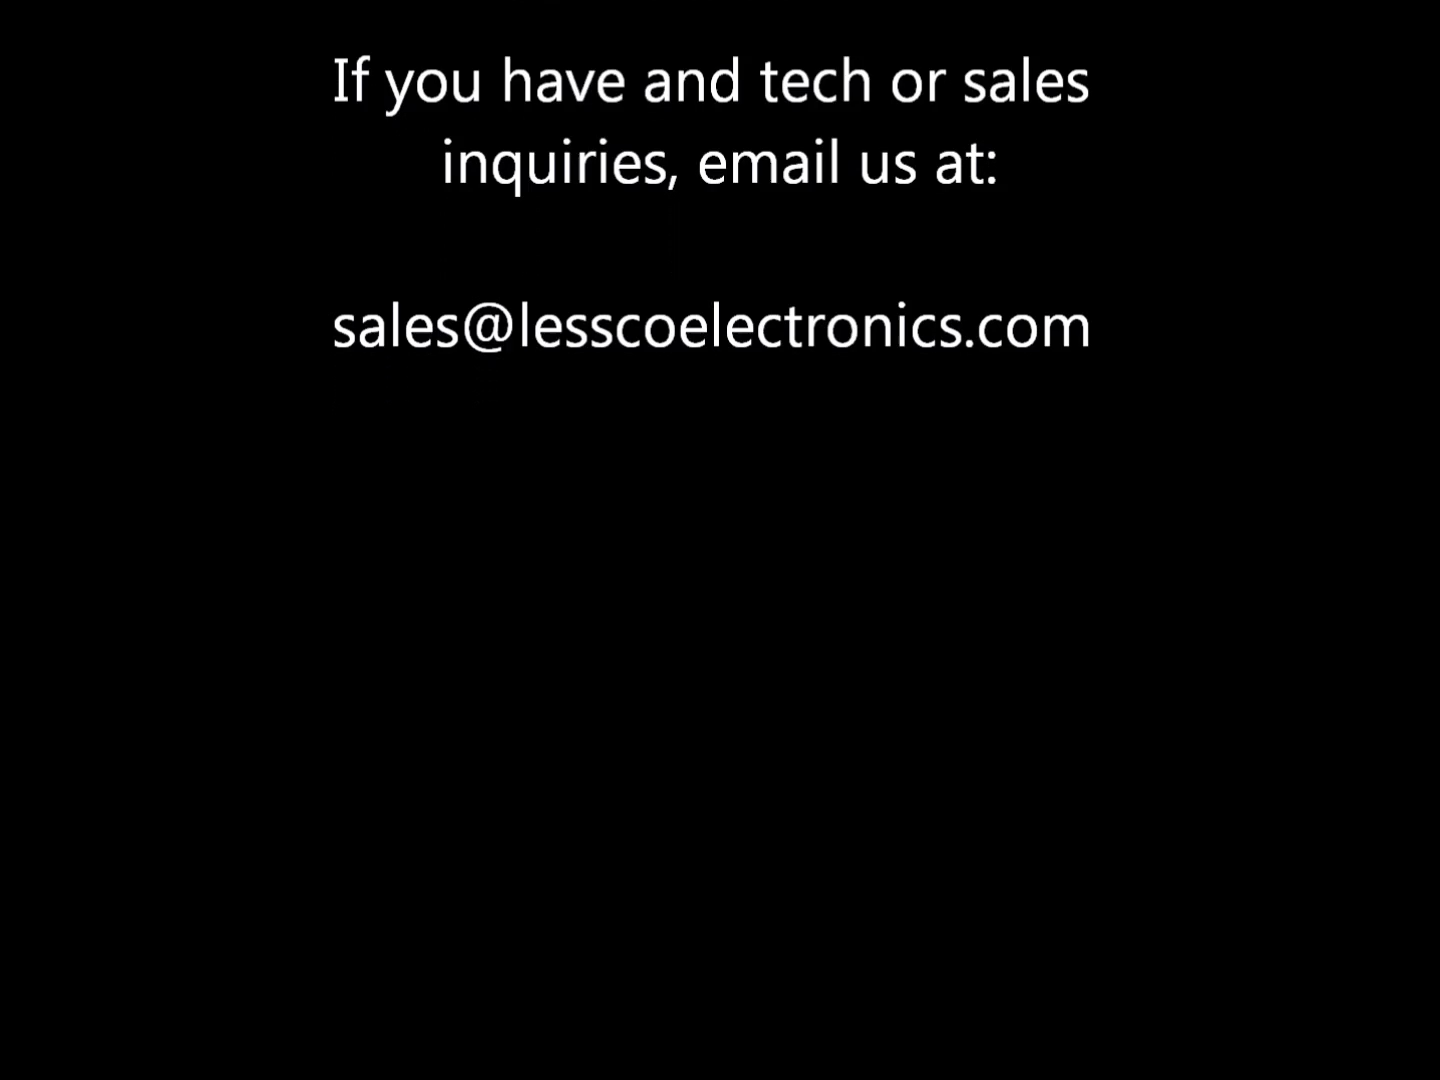 If you have and tech or sales
inquiries, email us at:
sales@lesscoelectronics.com